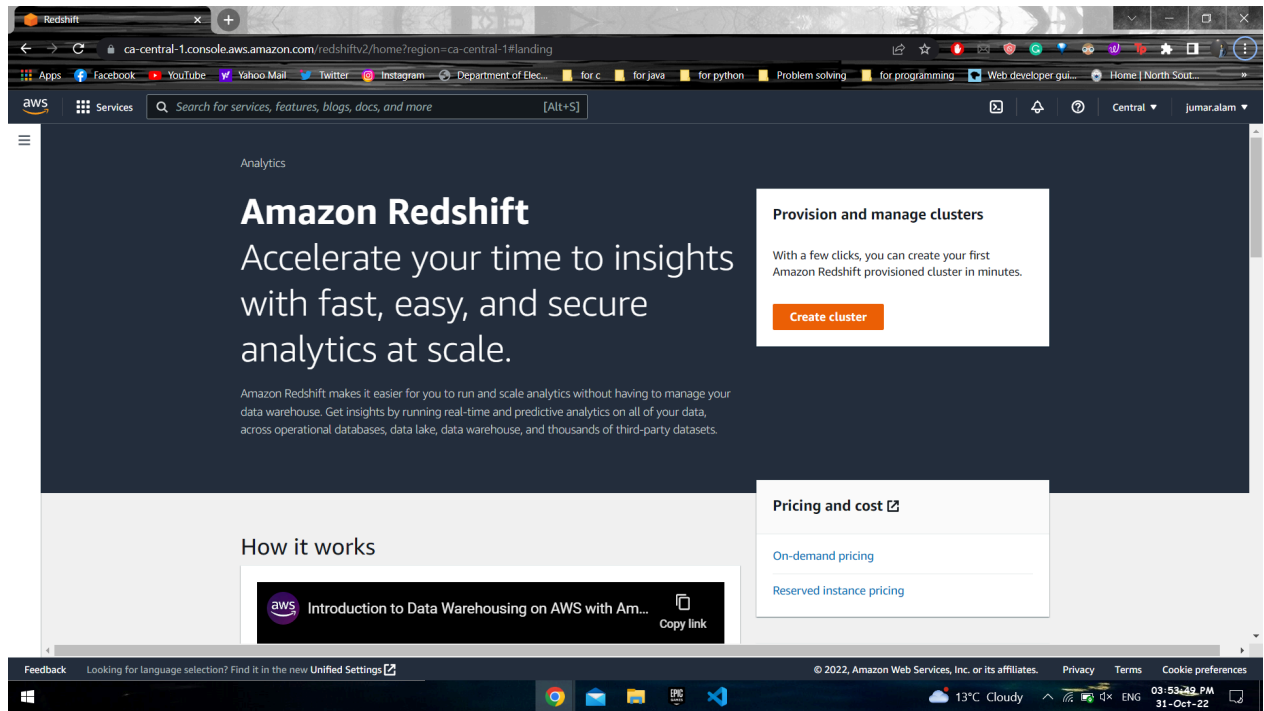 Redshift
ca-central-1.console.aws.amazon.com/redshiftv2/home?region=ca-central-1#landing
Apps Facebook YouTube Yahoo Mail Twitter Instagram Department of Elec... for c for java for python Problem solving for programming Web developer gui... Home | North Sout... »
aws Services Search for services, features, blogs, docs, and more [Alt+S] Central ▼ jumar.alam ▼
Analytics
Amazon Redshift
Accelerate your time to insights
with fast, easy, and secure
analytics at scale.
Amazon Redshift makes it easier for you to run and scale analytics without having to manage your
data warehouse. Get insights by running real-time and predictive analytics on all of your data,
across operational databases, data lake, data warehouse, and thousands of third-party datasets.
Provision and manage clusters
With a few clicks, you can create your first
Amazon Redshift provisioned cluster in minutes.
Create cluster
Pricing and cost
On-demand pricing
Reserved instance pricing
How it works
aws Introduction to Data Warehousing on AWS with Am...
Copy link
Feedback Looking for language selection? Find it in the new Unified Settings © 2022, Amazon Web Services, Inc. or its affiliates. Privacy Terms Cookie preferences
EPIC GAMES 13°C Cloudy ENG 03:53:49 PM
31-Oct-22